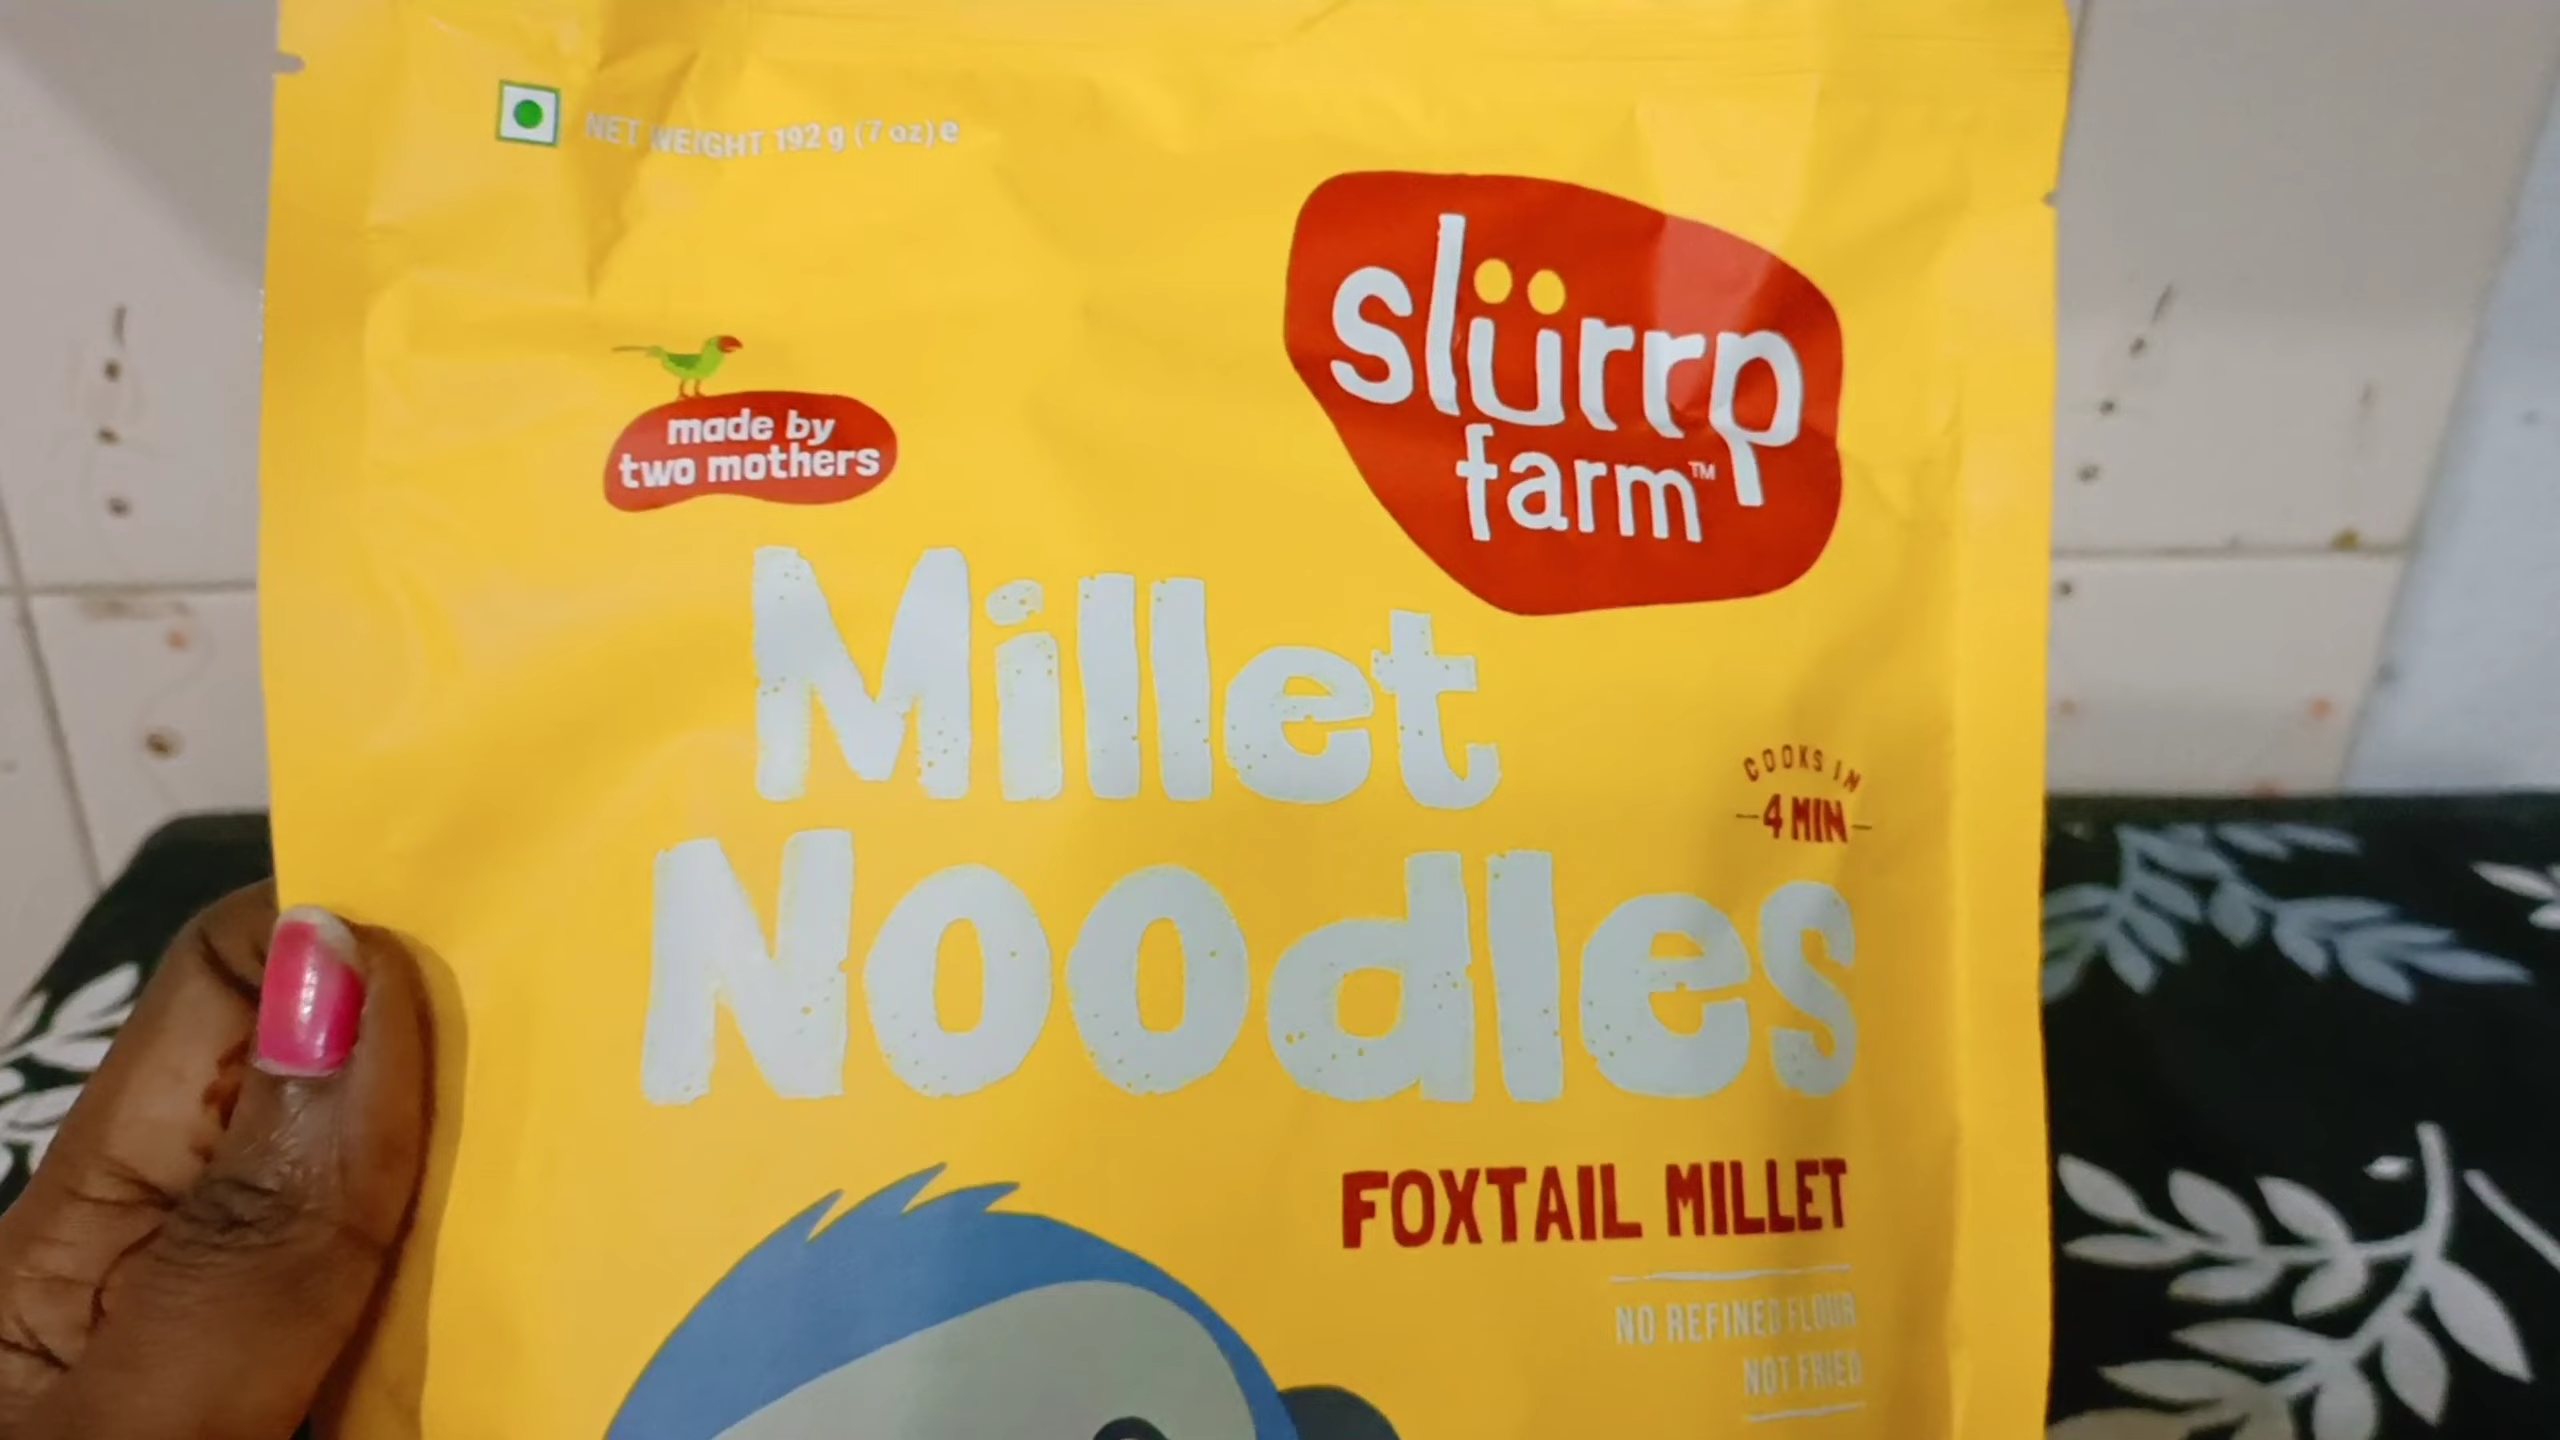 NET WEIGHT 192 g (7 oz) e
slürrp
farm™
made by
two mothers
Millet
Noodles
COOKS IN
4 MIN
FOXTAIL MILLET
NO REFINED FLOUR
NOT FRIED